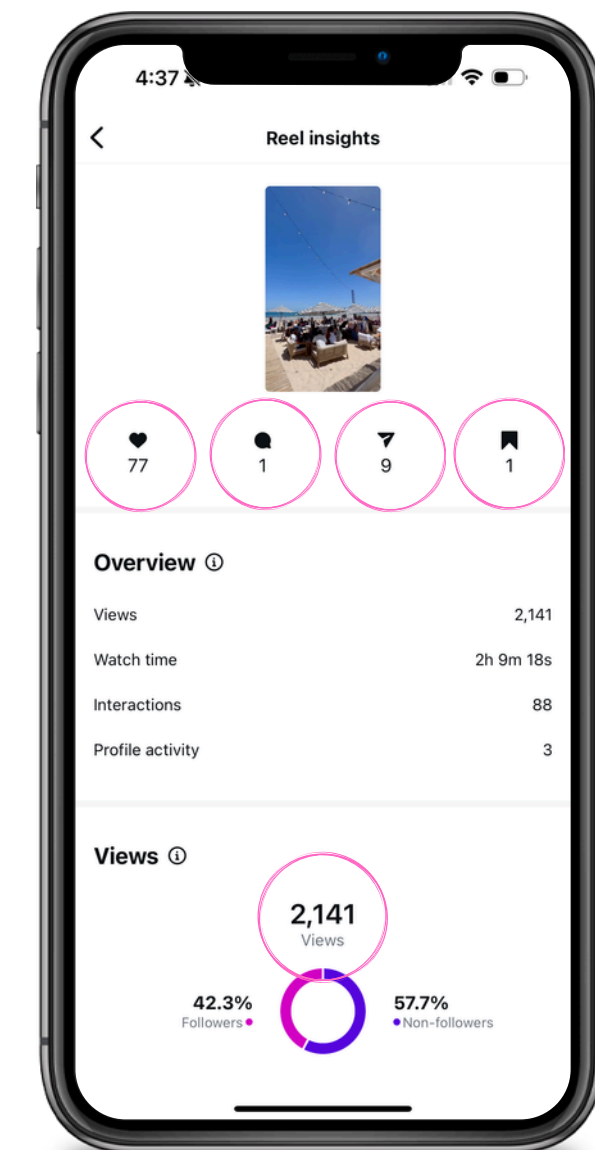 4:37
Reel insights
77 1 9 1
Overview
Views 2,141
Watch time 2h 9m 18s
Interactions 88
Profile activity 3
Views
2,141
Views
42.3% 57.7%
Followers Non-followers